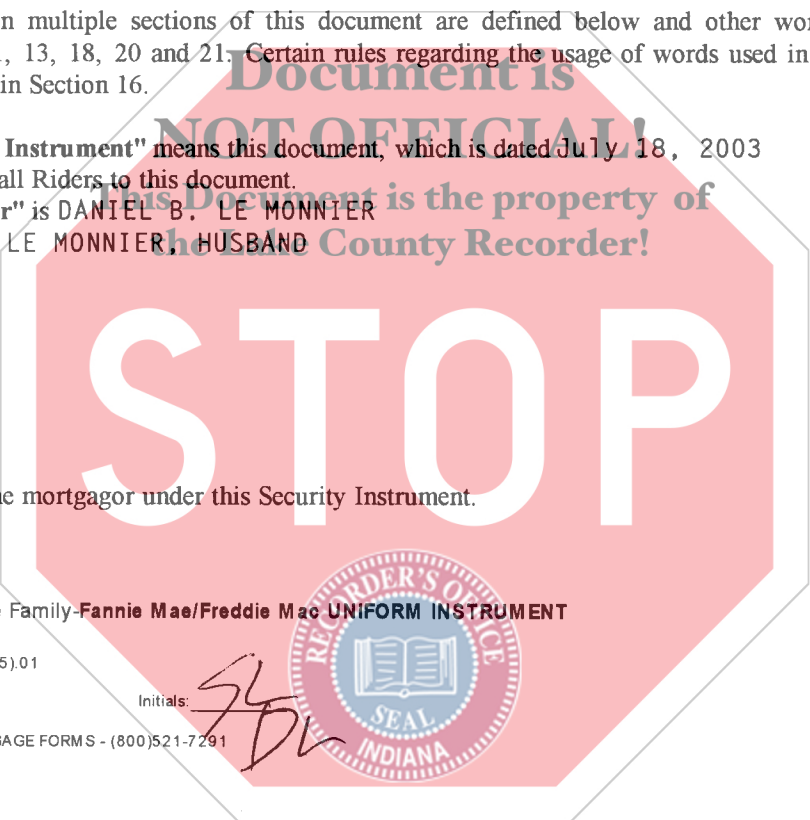 n multiple sections of this document are defined below and other wor
, 13, 18, 20 and 21. Certain rules regarding the usage of words used in
in Section 16.
Document is
NOT OFFICIAL!
Instrument" means this document, which is dated July 18, 2003
all Riders to this document.
This Document is the property of
r" is DANIEL B. LE MONNIER
the Lake County Recorder!
LE MONNIER, HUSBAND
STOP
e mortgagor under this Security Instrument.
Family-Fannie Mae/Freddie Mac UNIFORM INSTRUMENT
5).01
Initials: SL
DL
GAGE FORMS - (800)521-7291
RECORDER'S OFFICE
SEAL
INDIANA